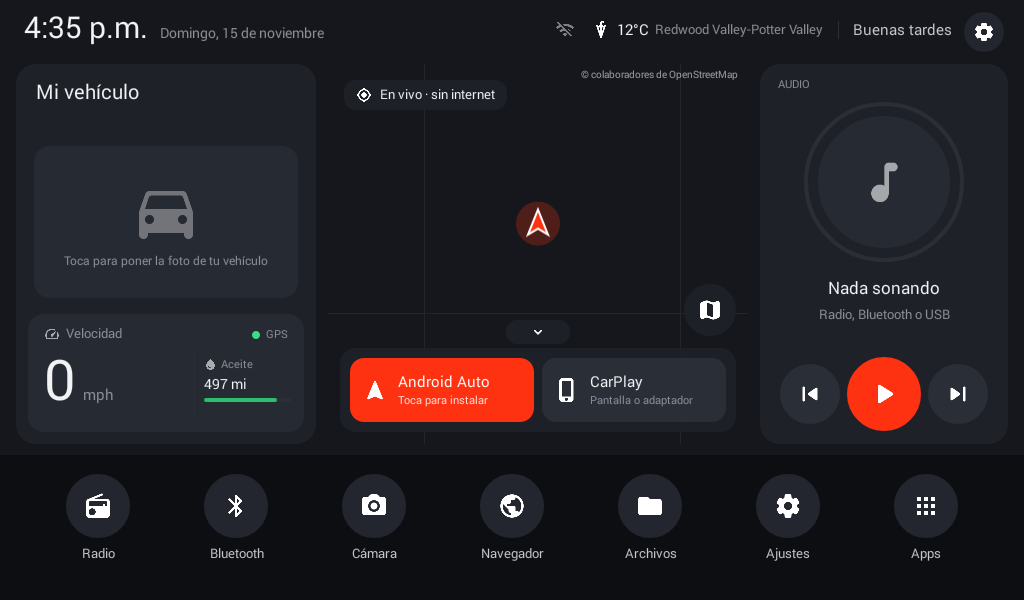 4:35 p.m.
Domingo, 15 de noviembre
12°C
Redwood Valley-Potter Valley
Buenas tardes
Mi vehículo
Toca para poner la foto de tu vehículo
Velocidad
GPS
0 mph
Aceite
497 mi
© colaboradores de OpenStreetMap
En vivo · sin internet
Android Auto
Toca para instalar
CarPlay
Pantalla o adaptador
AUDIO
Nada sonando
Radio, Bluetooth o USB
Radio
Bluetooth
Cámara
Navegador
Archivos
Ajustes
Apps